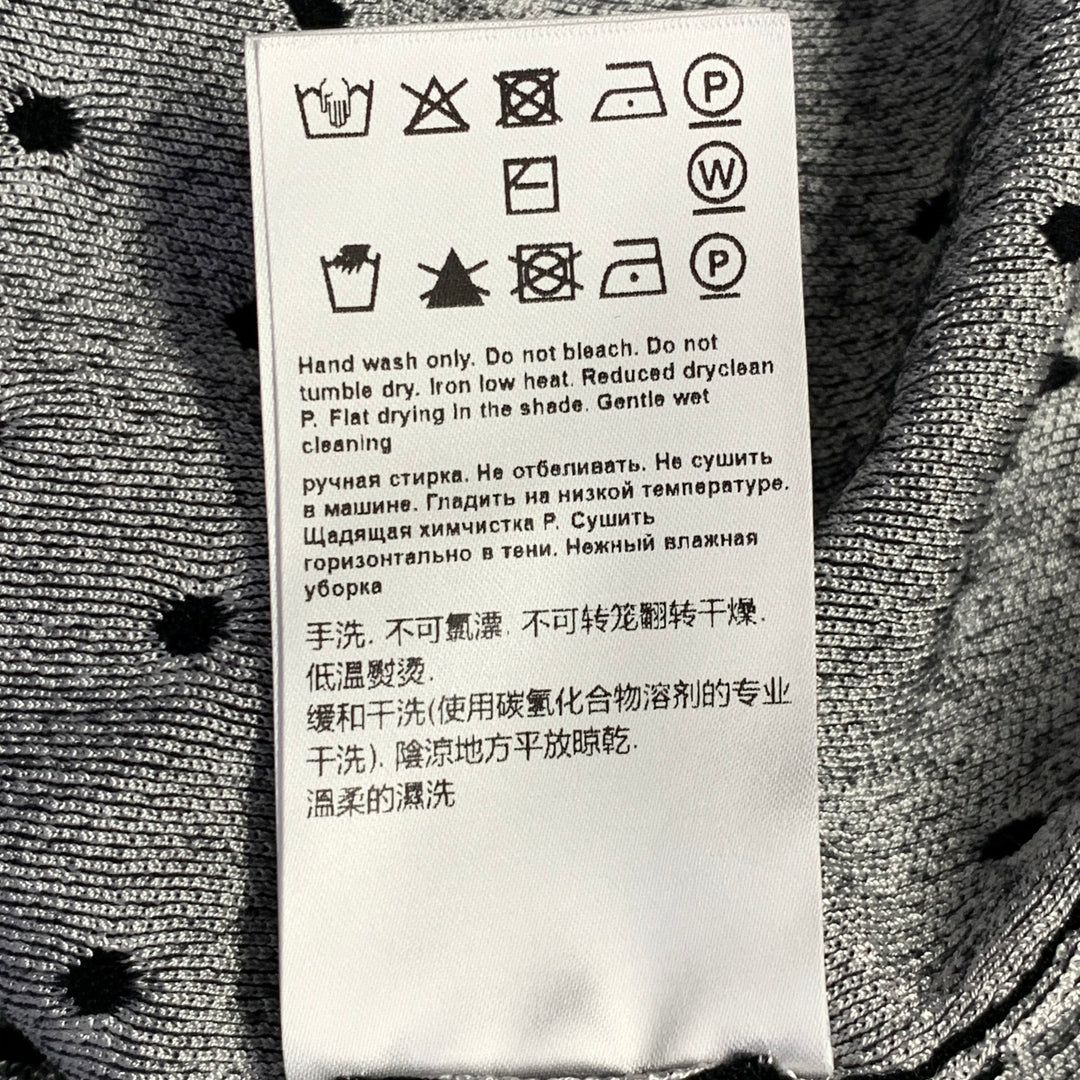 P
W
P
Hand wash only. Do not bleach. Do not
tumble dry. Iron low heat. Reduced dryclean
P. Flat drying in the shade. Gentle wet
cleaning
ручная стирка. Не отбеливать. Не сушить
в машине. Гладить на низкой температуре.
Щадящая химчистка P. Сушить
горизонтально в тени. Нежный влажная
уборка
手洗. 不可氯漂. 不可转笼翻转干燥.
低溫熨烫.
缓和干洗(使用碳氢化合物溶剂的专业
干洗). 陰涼地方平放晾乾.
溫柔的濕洗